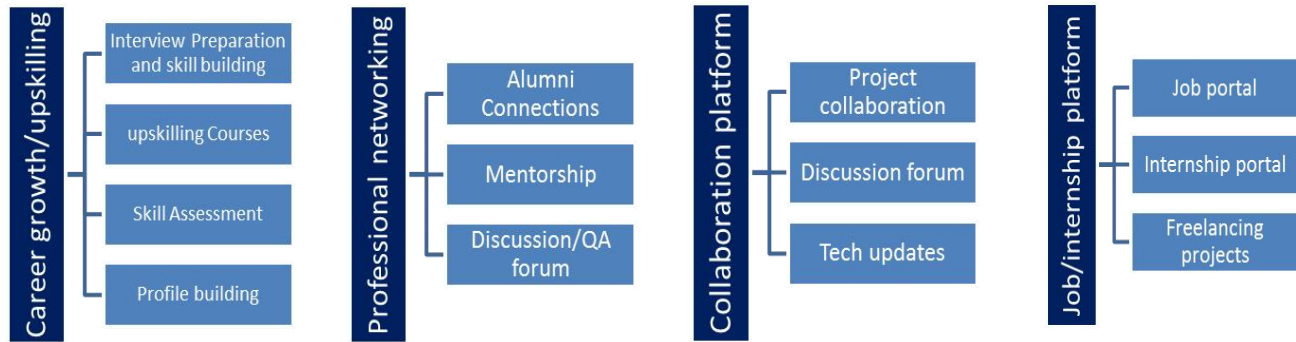 Career growth/upskilling
Interview Preparation
and skill building
upskilling Courses
Skill Assessment
Profile building
Professional networking
Alumni
Connections
Mentorship
Discussion/QA
forum
Collaboration platform
Project
collaboration
Discussion forum
Tech updates
Job/internship platform
Job portal
Internship portal
Freelancing
projects